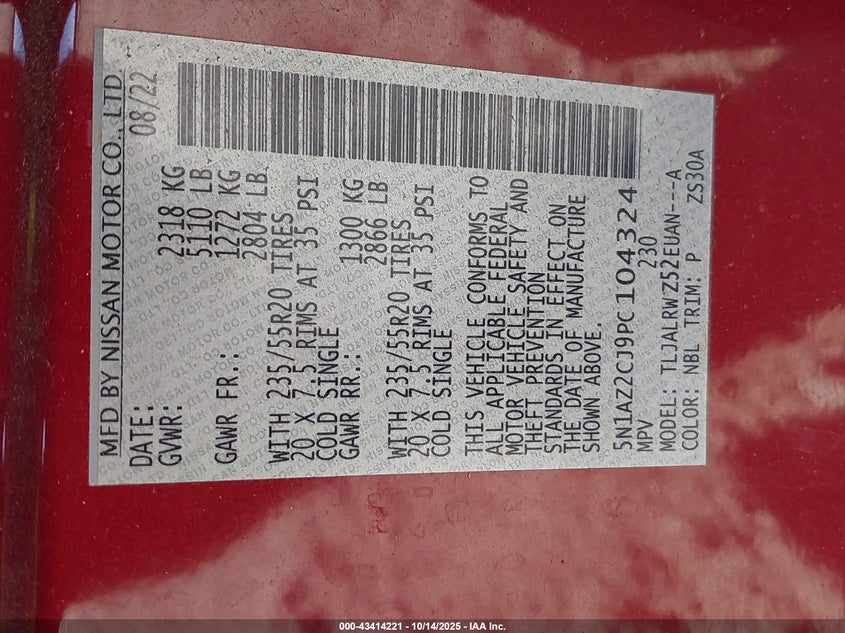 MFD BY NISSAN MOTOR CO., LTD.
DATE: 08/22
GVWR: 2318 KG
5110 LB.
GAWR FR.: 1272 KG
2804 LB.
WITH 235/55R20 TIRES
20 X 7.5 RIMS AT 35 PSI
COLD SINGLE
GAWR RR.: 1300 KG
2866 LB
WITH 235/55R20 TIRES
20 X 7.5 RIMS AT 35 PSI
COLD SINGLE
THIS VEHICLE CONFORMS TO
ALL APPLICABLE FEDERAL
MOTOR VEHICLE SAFETY AND
THEFT PREVENTION
STANDARDS IN EFFECT ON
THE DATE OF MANUFACTURE
SHOWN ABOVE.
5N1AZ2CJ9PC104324
MPV 230
MODEL: TLJALRWZ52EUAN---A
COLOR: NBL TRIM: P ZS30A
000-43414221 - 10/14/2025 - IAA Inc.